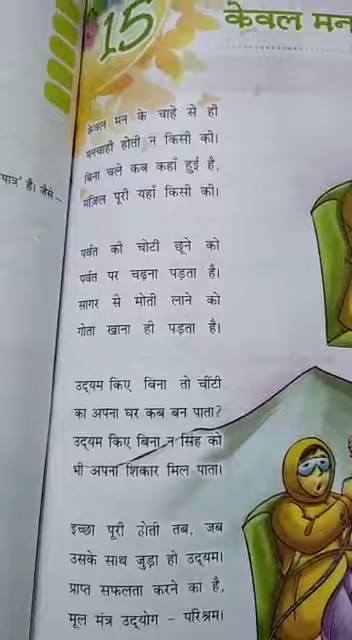 15
केवल मन
पात्र' है। जैसे –
केवल मन के चाहे से ही
मनचाही होती न किसी की।
बिना चले कब कहाँ हुई है,
मंज़िल पूरी यहाँ किसी की।
पर्वत की चोटी छूने को
पर्वत पर चढ़ना पड़ता है।
सागर से मोती लाने को
गोता खाना ही पड़ता है।
उद्यम किए बिना तो चींटी
का अपना घर कब बन पाता?
उद्यम किए बिना न सिंह को
भी अपना शिकार मिल पाता।
इच्छा पूरी होती तब, जब
उसके साथ जुड़ा हो उद्यम।
प्राप्त सफलता करने का है,
मूल मंत्र उद्योग – परिश्रम।